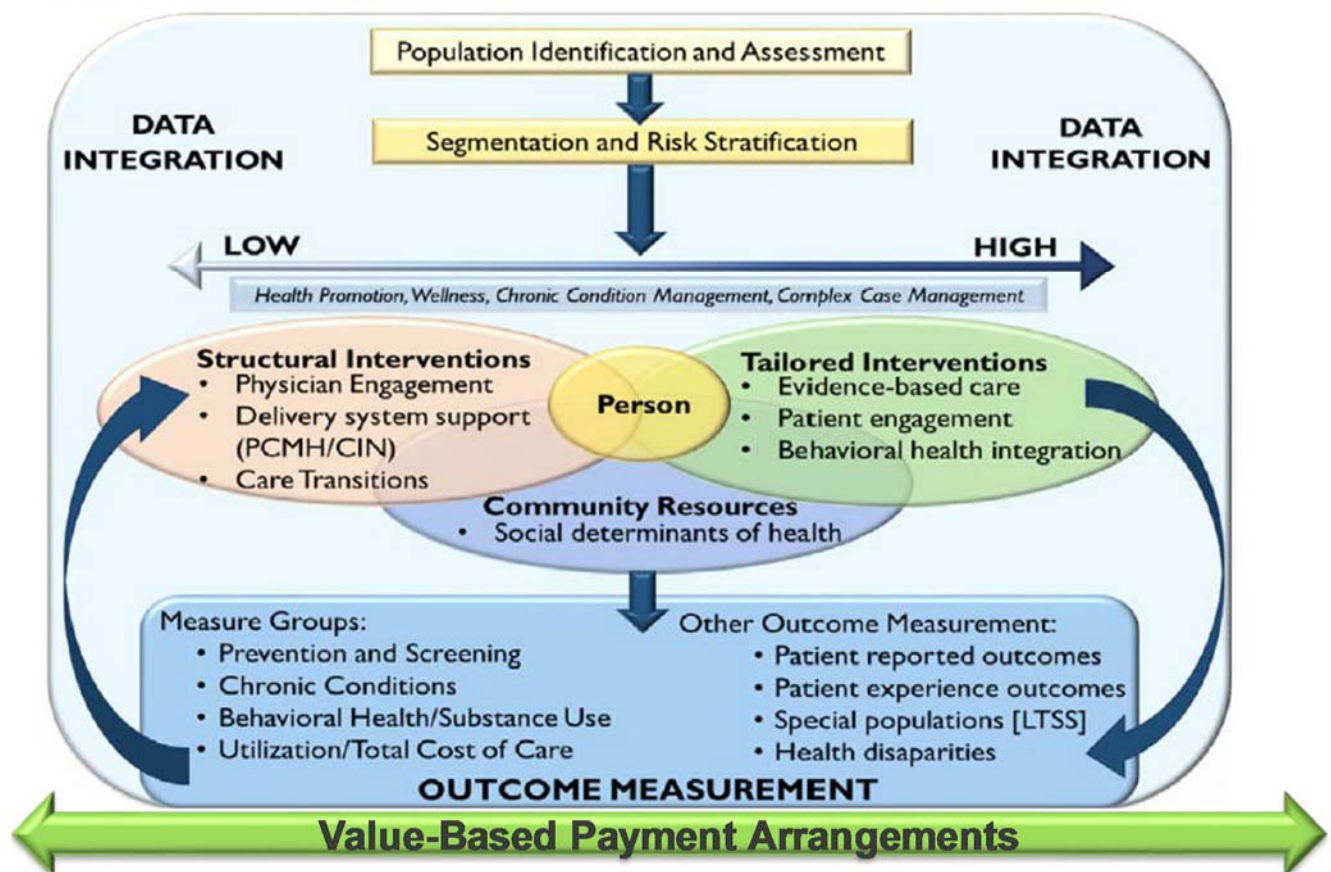 Population Identification and Assessment
DATA
INTEGRATION
Segmentation and Risk Stratification
DATA
INTEGRATION
LOW
HIGH
Health Promotion, Wellness, Chronic Condition Management, Complex Case Management
Structural Interventions
• Physician Engagement
• Delivery system support
(PCMH/CIN)
• Care Transitions
Person
Tailored Interventions
• Evidence-based care
• Patient engagement
• Behavioral health integration
Community Resources
• Social determinants of health
Measure Groups:
• Prevention and Screening
• Chronic Conditions
• Behavioral Health/Substance Use
• Utilization/Total Cost of Care
Other Outcome Measurement:
• Patient reported outcomes
• Patient experience outcomes
• Special populations [LTSS]
• Health disaparities
OUTCOME MEASUREMENT
Value-Based Payment Arrangements